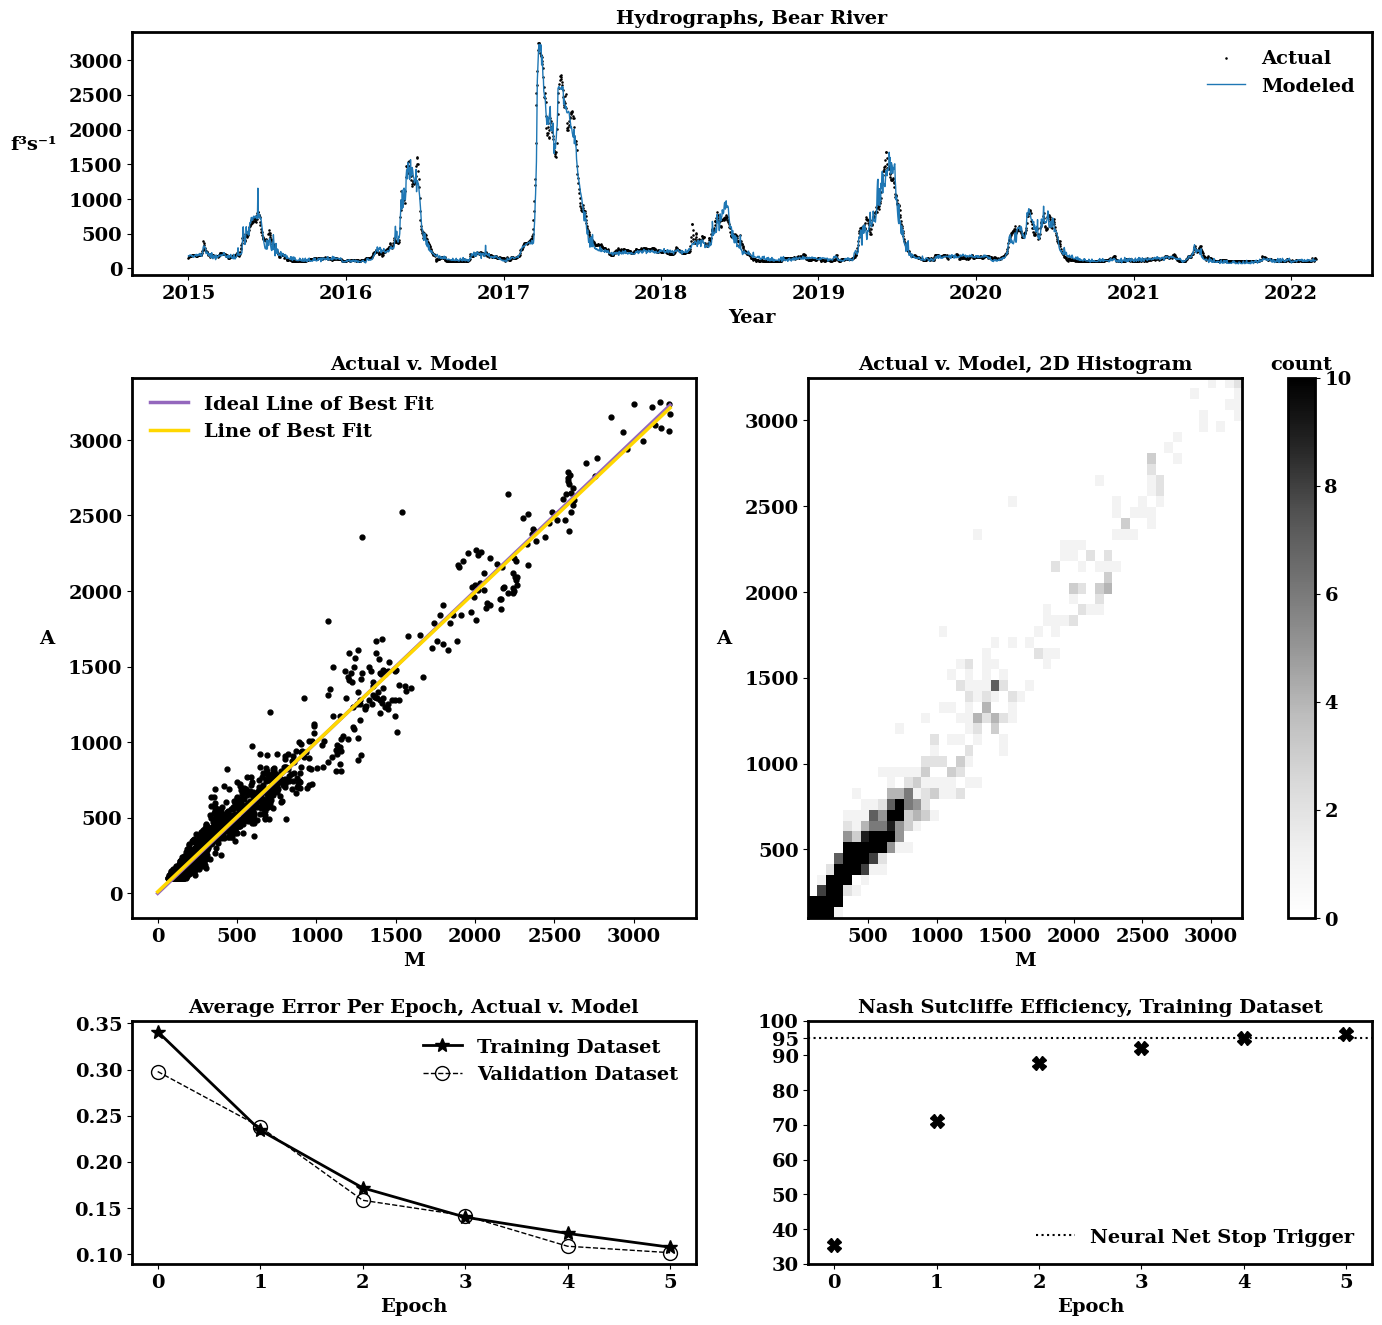 Hydrographs, Bear River
3000
2500
2000
1500
1000
500
0
f³s⁻¹
Actual
Modeled
2015 2016 2017 2018 2019 2020 2021 2022
Year
Actual v. Model
3000
2500
2000
1500
1000
500
0
A
Ideal Line of Best Fit
Line of Best Fit
0 500 1000 1500 2000 2500 3000
M
Actual v. Model, 2D Histogram
3000
2500
2000
1500
1000
500
A
500 1000 1500 2000 2500 3000
M
count
10
8
6
4
2
0
Average Error Per Epoch, Actual v. Model
0.35
0.30
0.25
0.20
0.15
0.10
Training Dataset
Validation Dataset
0 1 2 3 4 5
Epoch
Nash Sutcliffe Efficiency, Training Dataset
100
95
90
80
70
60
50
40
30
Neural Net Stop Trigger
0 1 2 3 4 5
Epoch